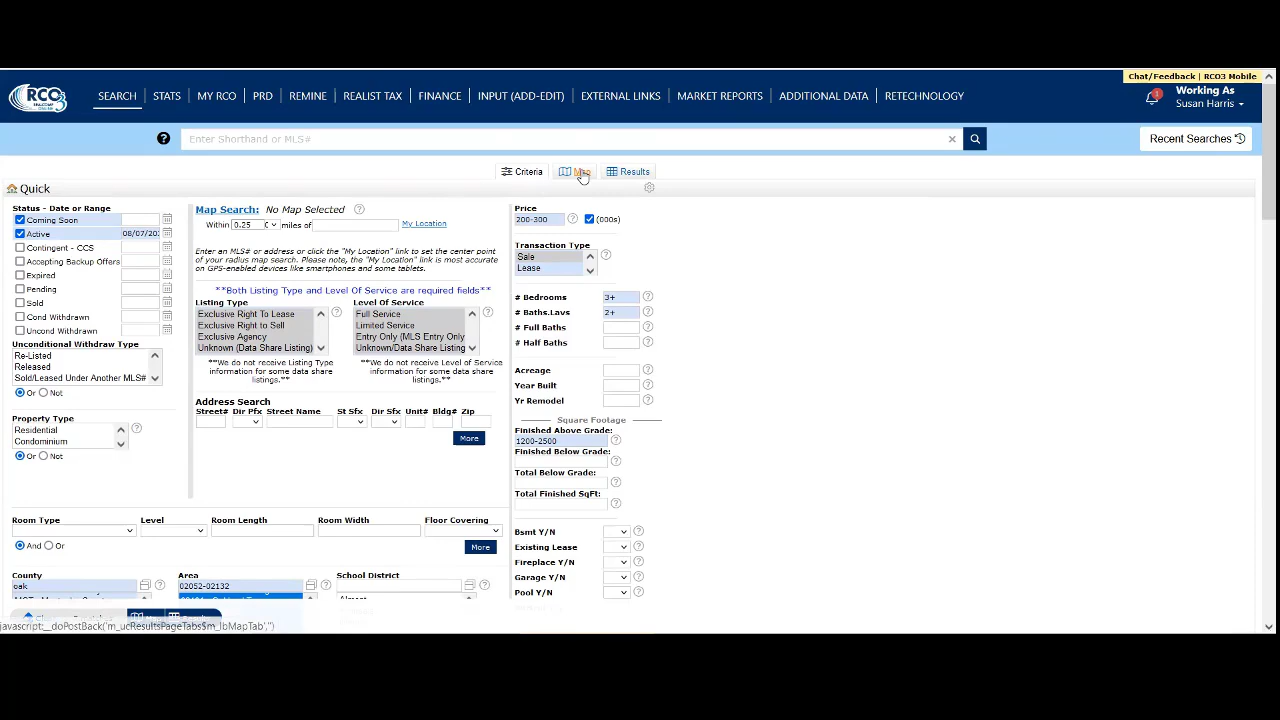 Chat/Feedback | RCO3 Mobile
RCO3
SEARCH STATS MY RCO PRD REMINE REALIST TAX FINANCE INPUT (ADD-EDIT) EXTERNAL LINKS MARKET REPORTS ADDITIONAL DATA RETECHNOLOGY
1
Working As
Susan Harris
Enter Shorthand or MLS#
Recent Searches
Criteria Map Results
Quick
Status - Date or Range
Coming Soon
Active 08/07/20
Contingent - CCS
Accepting Backup Offers
Expired
Pending
Sold
Cond Withdrawn
Uncond Withdrawn
Unconditional Withdraw Type
Re-Listed
Released
Sold/Leased Under Another MLS#
Or Not
Property Type
Residential
Condominium
Or Not
Map Search: No Map Selected
Within 0.25 miles of My Location
Enter an MLS# or address or click the "My Location" link to set the center point
of your radius map search. Please note, the "My Location" link is most accurate
on GPS-enabled devices like smartphones and some tablets.
**Both Listing Type and Level Of Service are required fields**
Listing Type Level Of Service
Exclusive Right To Lease Full Service
Exclusive Right to Sell Limited Service
Exclusive Agency Entry Only (MLS Entry Only
Unknown (Data Share Listing) Unknown/Data Share Listing
**We do not receive Listing Type
information for some data share
listings.**
**We do not receive Level of Service
information for some data share
listings.**
Address Search
Street# Dir Pfx Street Name St Sfx Dir Sfx Unit# Bldg# Zip
More
Price
200-300 (000s)
Transaction Type
Sale
Lease
# Bedrooms 3+
# Baths.Lavs 2+
# Full Baths
# Half Baths
Acreage
Year Built
Yr Remodel
Square Footage
Finished Above Grade:
1200-2500
Finished Below Grade:
Total Below Grade:
Total Finished SqFt:
Bsmt Y/N
Existing Lease
Fireplace Y/N
Garage Y/N
Pool Y/N
Room Type Level Room Length Room Width Floor Covering
And Or
More
County Area School District
oak 02052-02132
javascript:__doPostBack('m_ucResultsPageTabs$m_lbMapTab','')